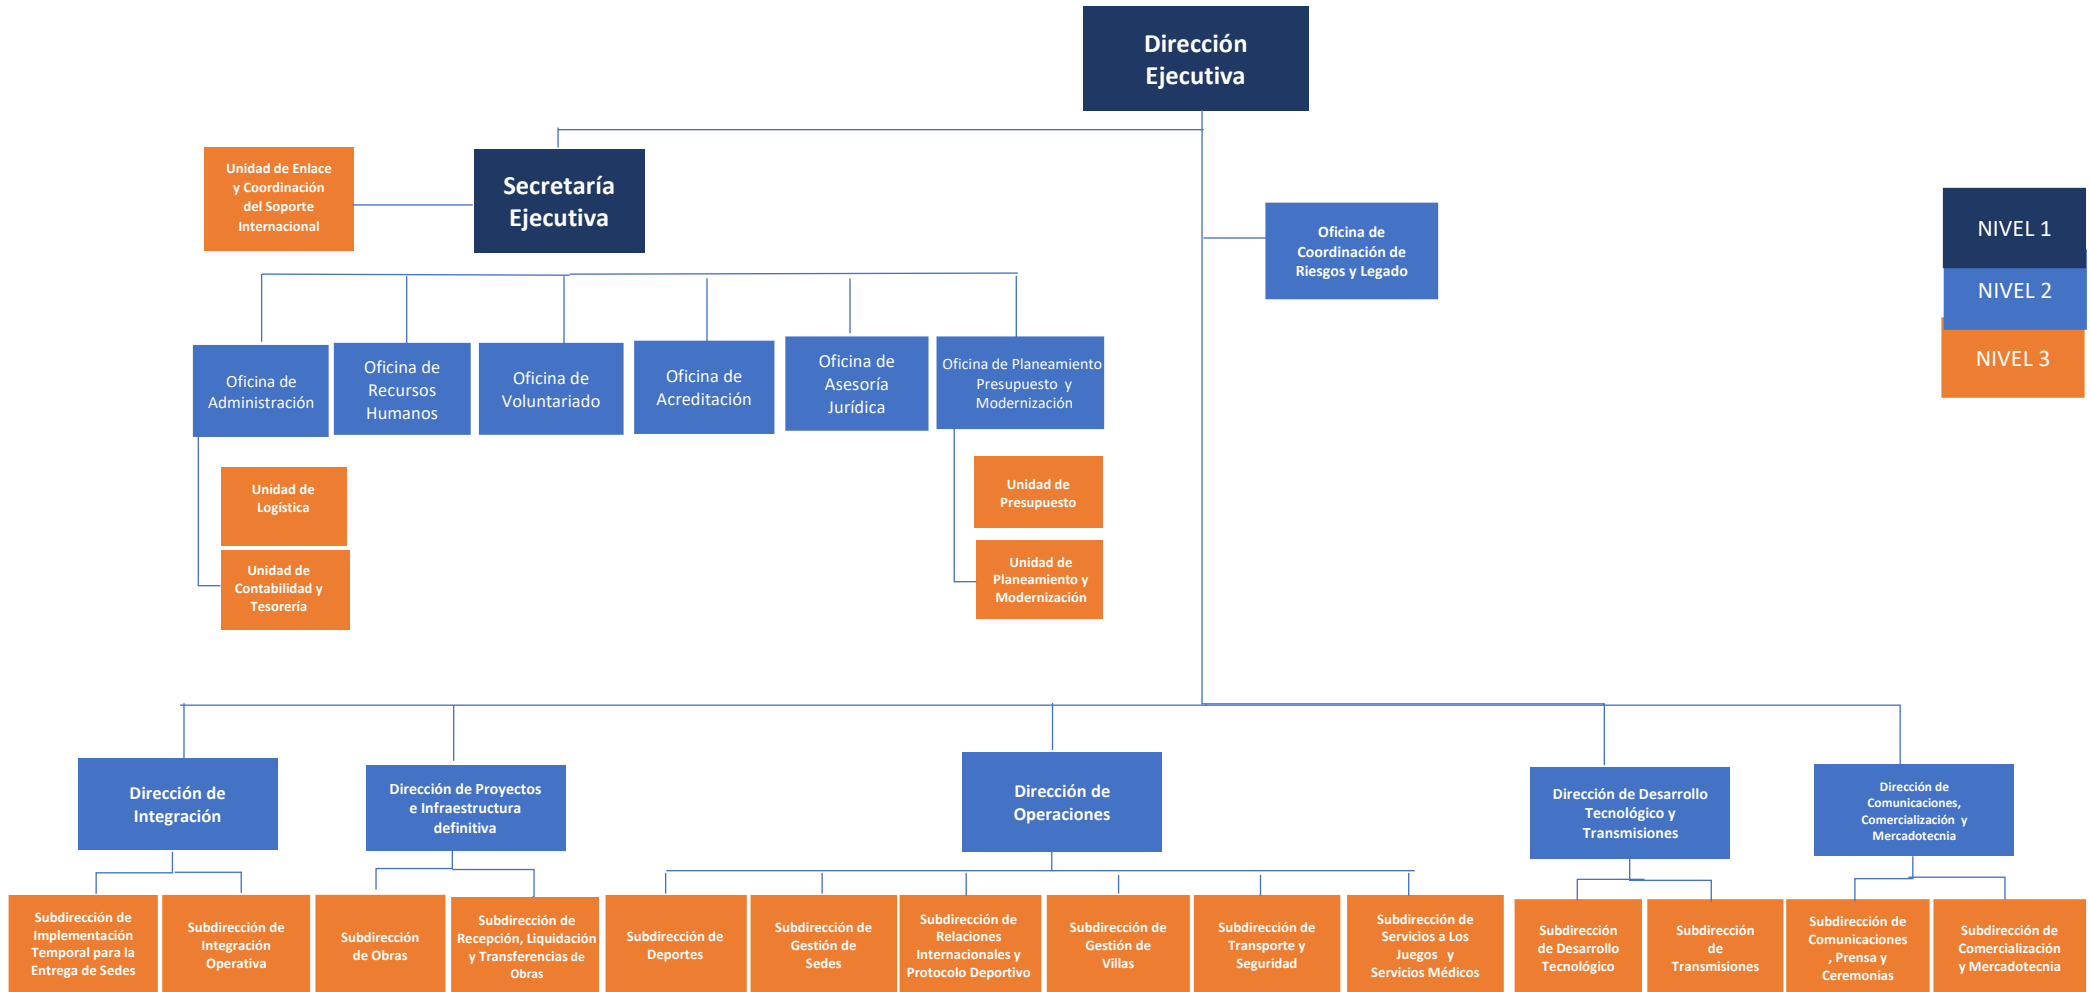 Dirección
Ejecutiva
Unidad de Enlace
y Coordinación
del Soporte
Internacional
Secretaría
Ejecutiva
Oficina de
Coordinación de
Riesgos y Legado
NIVEL 1
NIVEL 2
NIVEL 3
Oficina de
Administración
Oficina de
Recursos
Humanos
Oficina de
Voluntariado
Oficina de
Acreditación
Oficina de
Asesoría
Jurídica
Oficina de Planeamiento
Presupuesto y
Modernización
Unidad de
Logística
Unidad de
Contabilidad y
Tesorería
Unidad de
Presupuesto
Unidad de
Planeamiento y
Modernización
Dirección de
Integración
Dirección de Proyectos
e Infraestructura
definitiva
Dirección de
Operaciones
Dirección de Desarrollo
Tecnológico y
Transmisiones
Dirección de
Comunicaciones,
Comercialización y
Mercadotecnia
Subdirección de
Implementación
Temporal para la
Entrega de Sedes
Subdirección de
Integración
Operativa
Subdirección
de Obras
Subdirección de
Recepción, Liquidación
y Transferencias de
Obras
Subdirección de
Deportes
Subdirección de
Gestión de
Sedes
Subdirección de
Relaciones
Internacionales y
Protocolo Deportivo
Subdirección de
Gestión de
Villas
Subdirección de
Transporte y
Seguridad
Subdirección de
Servicios a Los
Juegos y
Servicios Médicos
Subdirección
de Desarrollo
Tecnológico
Subdirección
de
Transmisiones
Subdirección de
Comunicaciones
, Prensa y
Ceremonias
Subdirección de
Comercialización
y Mercadotecnia